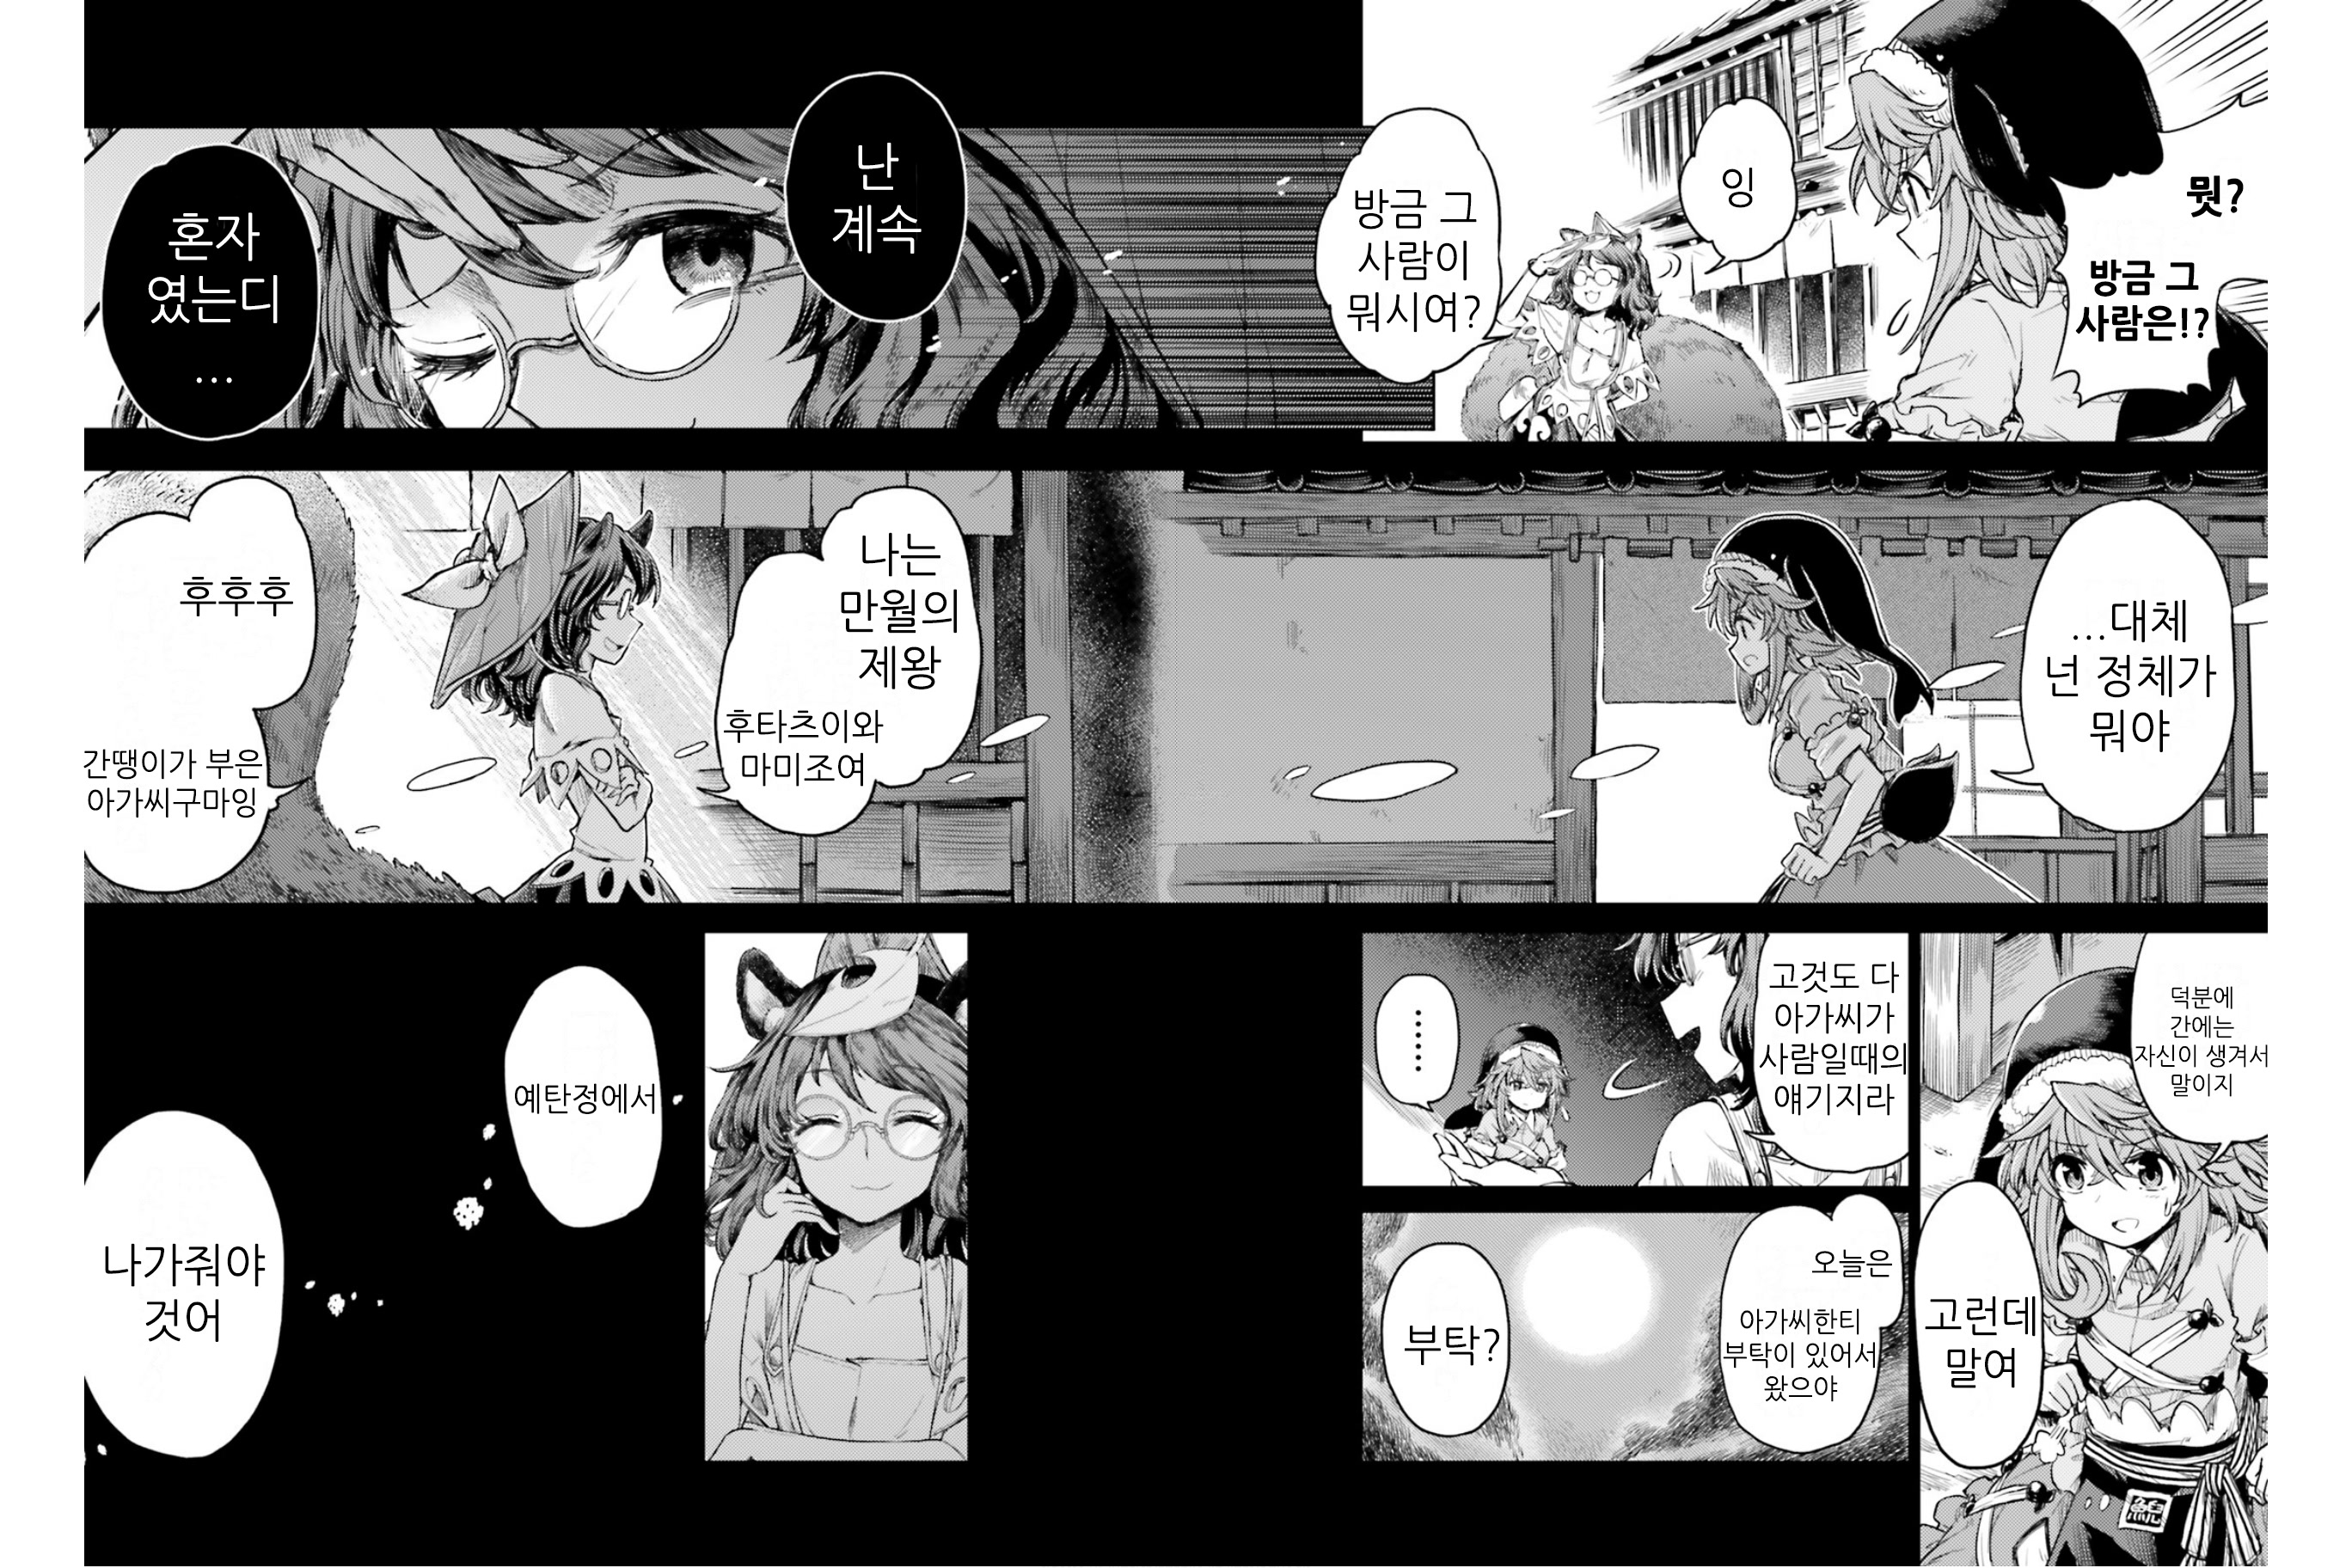 뭣?
방금 그
사람은!?
잉
방금 그
사람이
뭐시여?
난
계속
혼자
였는디
...
...대체
넌 정체가
뭐야
나는
만월의
제왕
후타츠이와
마미조여
후후후
간땡이가 부은
아가씨구마잉
덕분에
간에는
자신이 생겨서
말이지
고런데
말여
고것도 다
아가씨가
사람일때의
얘기지라
......
오늘은
아가씨한티
부탁이 있어서
왔으야
부탁?
예탄정에서
나가줘야
것어